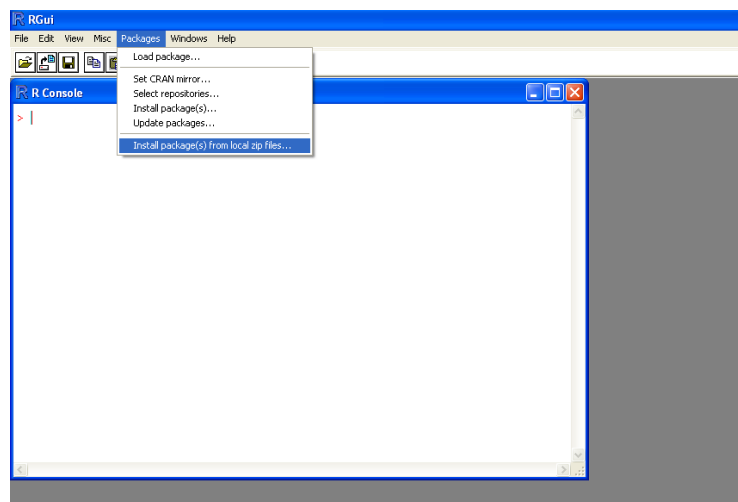 RGui
File Edit View Misc Packages Windows Help
Load package...
Set CRAN mirror...
Select repositories...
Install package(s)...
Update packages...
Install package(s) from local zip files...
R Console
>